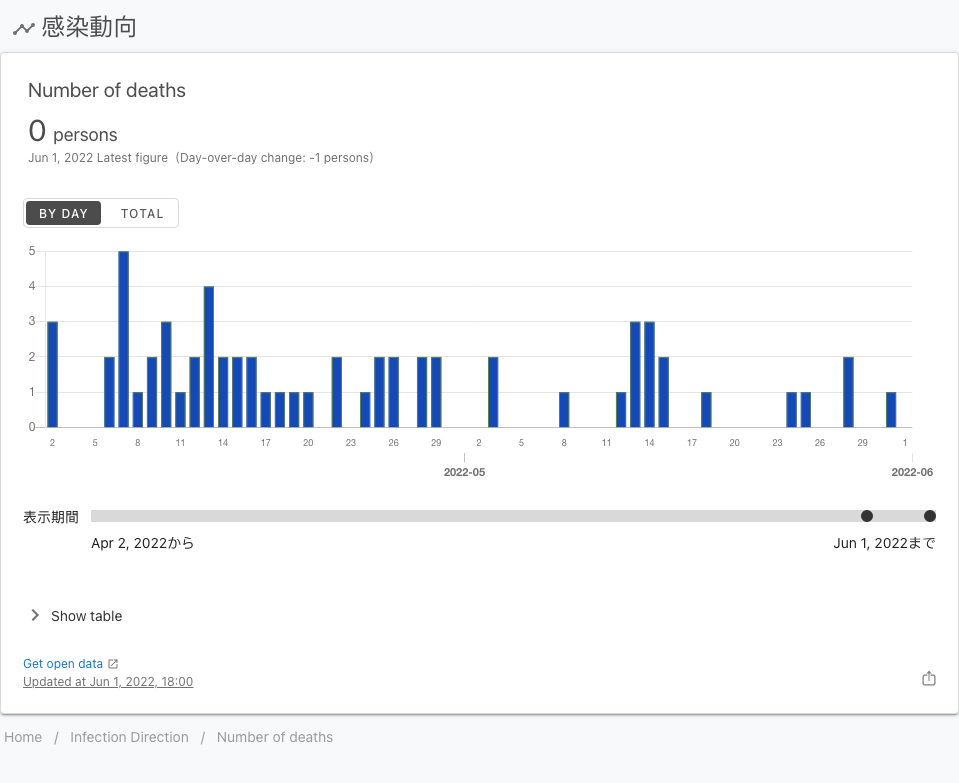 感染動向
Number of deaths
0 persons
Jun 1, 2022 Latest figure (Day-over-day change: -1 persons)
BY DAY TOTAL
5
4
3
2
1
0
2 5 8 11 14 17 20 23 26 29 2 5 8 11 14 17 20 23 26 29 1
2022-05 2022-06
表示期間
Apr 2, 2022から Jun 1, 2022まで
Show table
Get open data
Updated at Jun 1, 2022, 18:00
Home / Infection Direction / Number of deaths